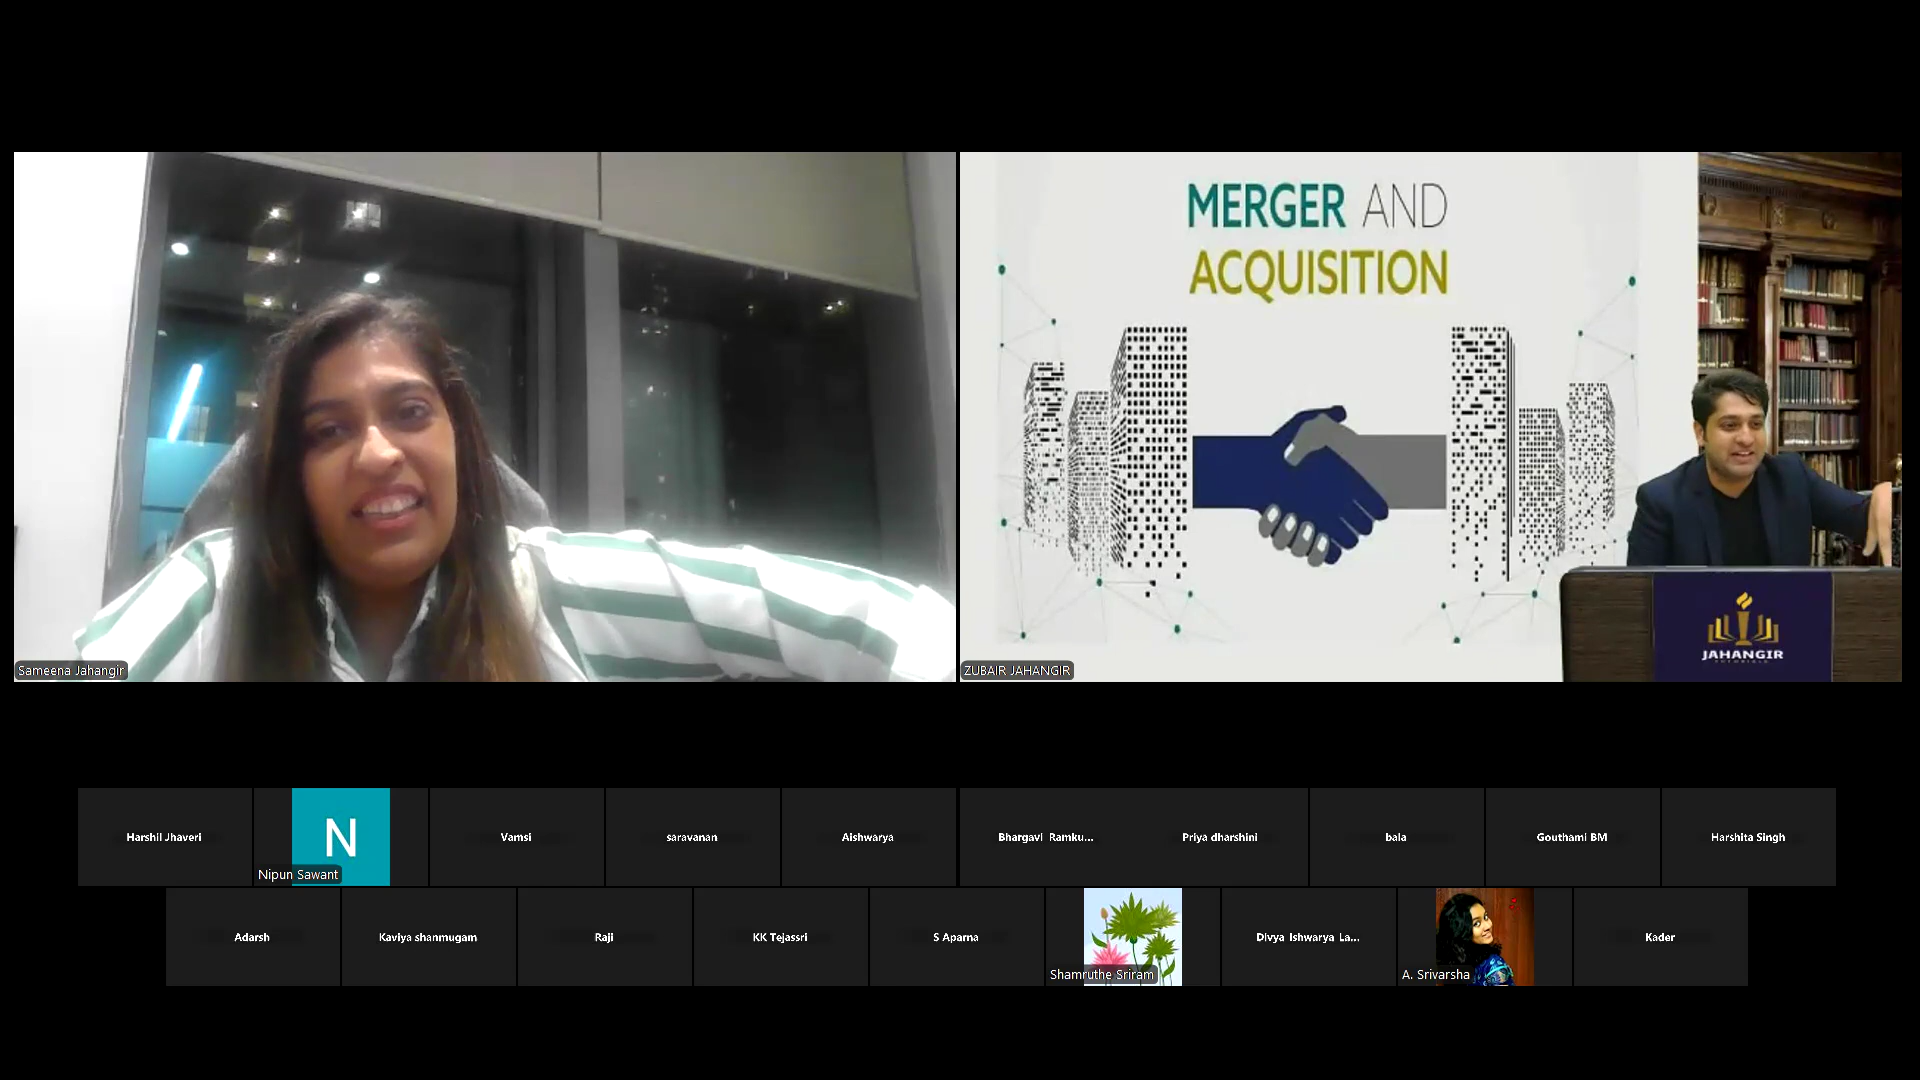 MERGER AND
ACQUISITION
JAHANGIR
Sameena Jahangir
ZUBAIR JAHANGIR
Harshil Jhaveri
N
Nipun Sawant
Vamsi
saravanan
Aishwarya
Bhargavi Ramku...
Priya dharshini
bala
Gouthami BM
Harshita Singh
Adarsh
Kaviya shanmugam
Raji
KK Tejassri
S Aparna
Shamruthe Sriram
Divya Ishwarya La...
A. Srivarsha
Kader